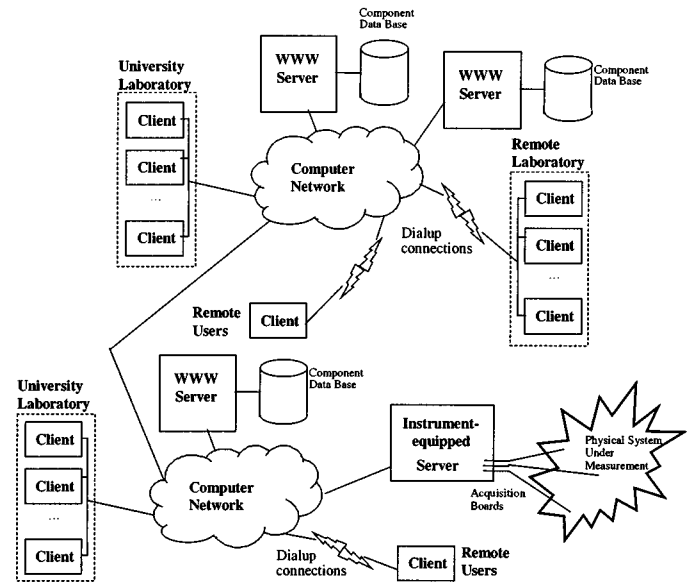 Component
Data Base
WWW
Server
WWW
Server
Component
Data Base
University
Laboratory
Client
Client
...
Client
Computer
Network
Remote
Laboratory
Client
Client
...
Client
Dialup
connections
Remote
Users
Client
WWW
Server
Component
Data Base
University
Laboratory
Client
Client
...
Client
Computer
Network
Instrument-
equipped
Server
Physical System
Under
Measurement
Acquisition
Boards
Dialup
connections
Client
Remote
Users